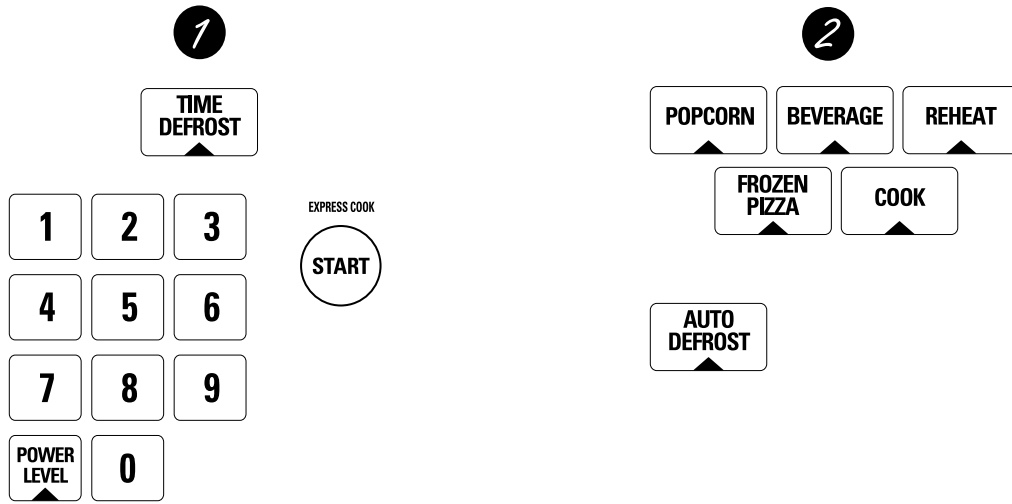 1
TIME
DEFROST
1 2 3
EXPRESS COOK
START
4 5 6
7 8 9
POWER
LEVEL
0
2
POPCORN BEVERAGE REHEAT
FROZEN
PIZZA
COOK
AUTO
DEFROST